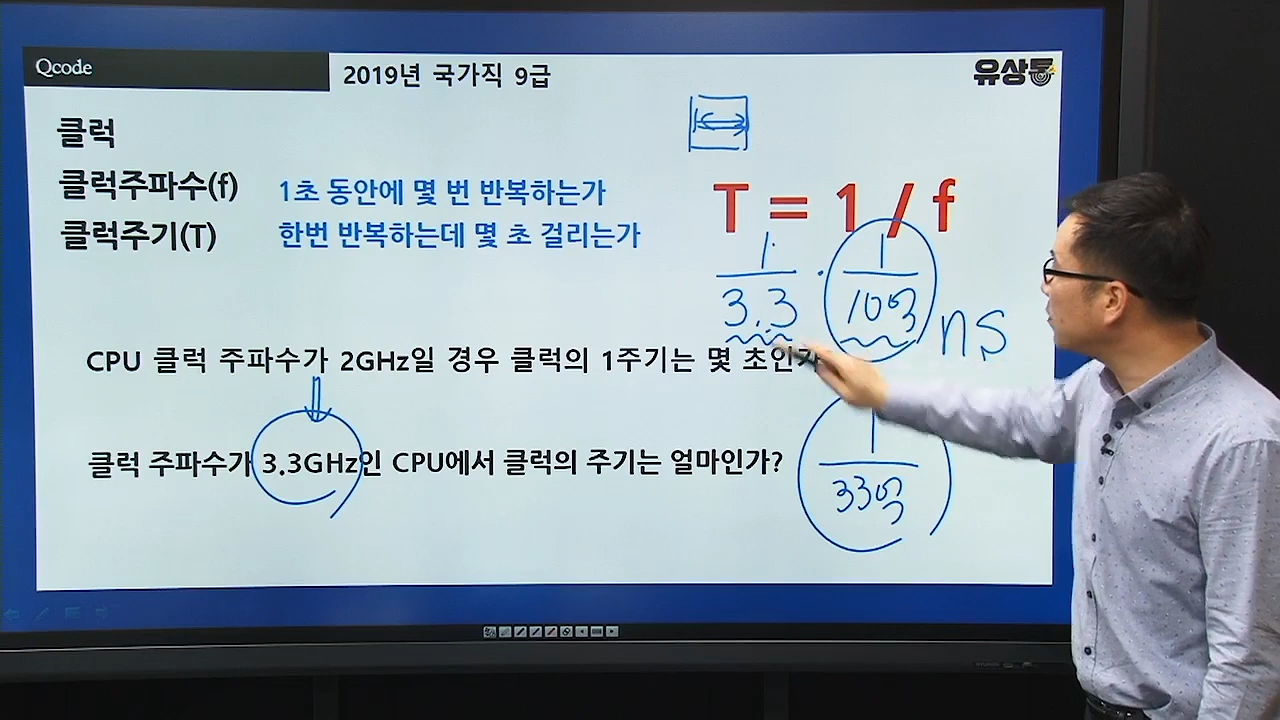 Qcode
2019년 국가직 9급
유상통
클럭
클럭주파수(f) 1초 동안에 몇 번 반복하는가
클럭주기(T) 한번 반복하는데 몇 초 걸리는가
T = 1 / f
1
3.3
1
10억
ns
CPU 클럭 주파수가 2GHz일 경우 클럭의 1주기는 몇 초인가
클럭 주파수가 3.3GHz인 CPU에서 클럭의 주기는 얼마인가?
1
33억